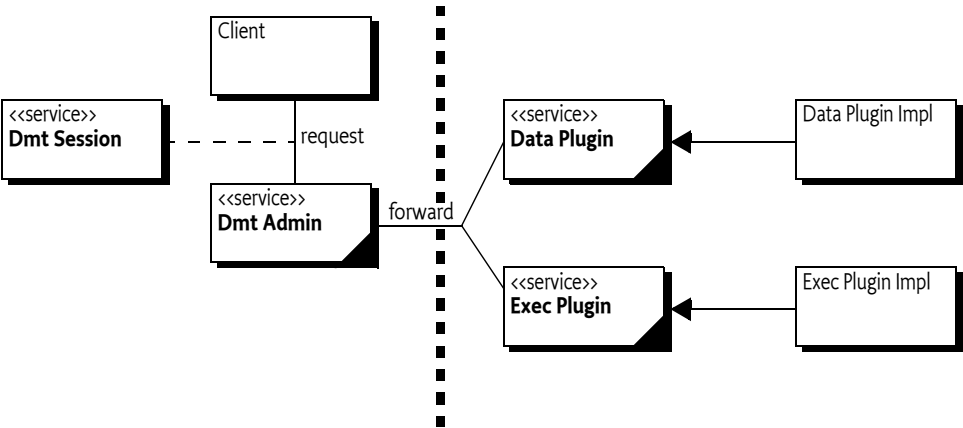 Client
<<service>>
Dmt Session
request
<<service>>
Dmt Admin
forward
<<service>>
Data Plugin
Data Plugin Impl
<<service>>
Exec Plugin
Exec Plugin Impl